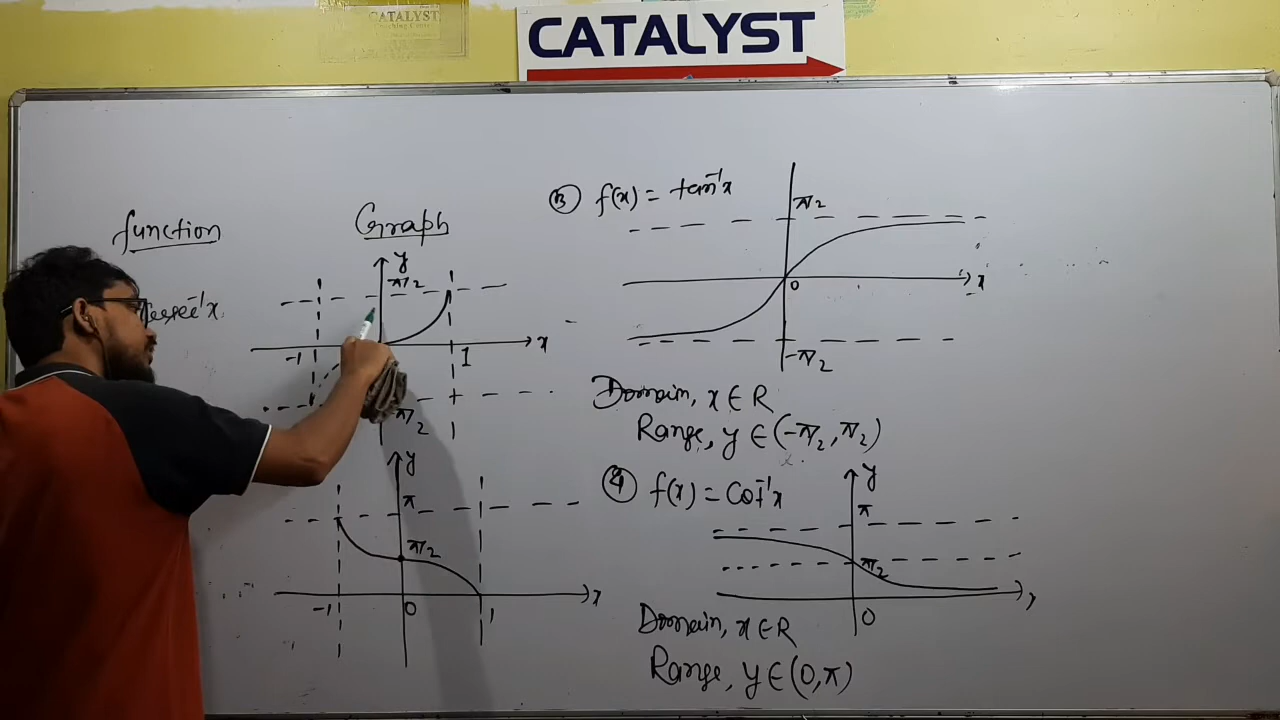 CATALYST
CATALYST
function
Graph
y
π/2
-1
1
x
π/2
y
π
π/2
-1
0
1
x
③ f(x) = tan⁻¹x
π/2
0
x
-π/2
Domain, x ∈ R
Range, y ∈ (-π/2, π/2)
④ f(x) = Cot⁻¹x
y
π
π/2
0
Domain, x ∈ R
Range, y ∈ (0, π)